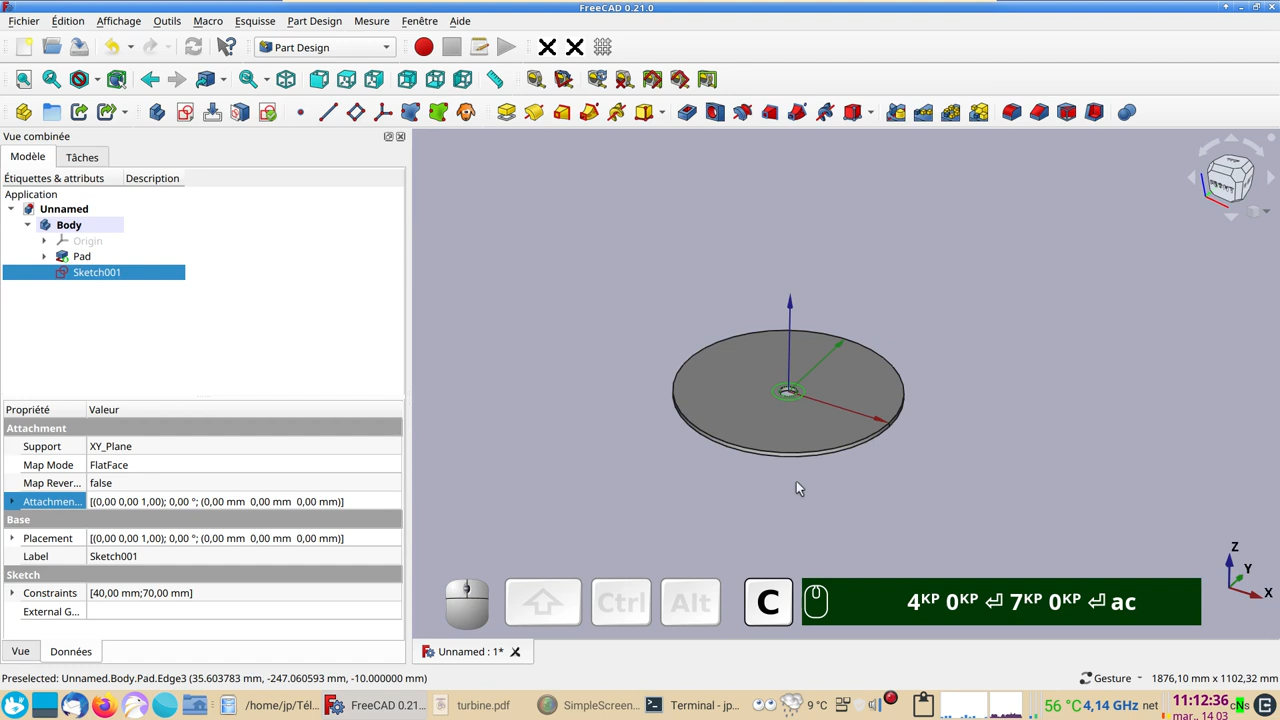 FreeCAD 0.21.0
Fichier Édition Affichage Outils Macro Esquisse Part Design Mesure Fenêtre Aide
Part Design
Vue combinée
Modèle Tâches
Étiquettes & attributs Description
Application
Unnamed
Body
Origin
Pad
Sketch001
Propriété Valeur
Attachment
Support XY_Plane
Map Mode FlatFace
Map Rever... false
Attachmen... [(0,00 0,00 1,00); 0,00 °; (0,00 mm 0,00 mm 0,00 mm)]
Base
Placement [(0,00 0,00 1,00); 0,00 °; (0,00 mm 0,00 mm 0,00 mm)]
Label Sketch001
Sketch
Constraints [40,00 mm;70,00 mm]
External G...
Z
Y
X
Ctrl Alt C 4KP 0KP ⏎ 7KP 0KP ⏎ ac
Vue Données Unnamed : 1*
Preselected: Unnamed.Body.Pad.Edge3 (35.603783 mm, -247.060593 mm, -10.000000 mm) Gesture 1876,10 mm x 1102,32 mm
/home/jp/Tél... FreeCAD 0.21... turbine.pdf SimpleScreen... Terminal - jp... 9 °C 56 °C 4,14 GHz net 11:12:36
mar., 14 03